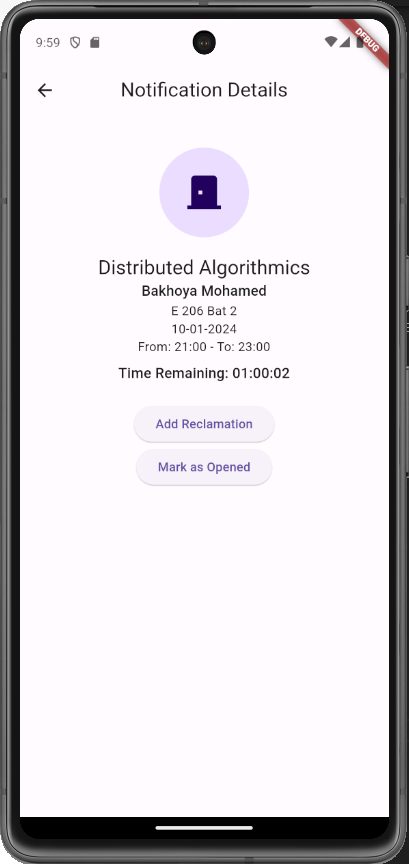 9:59
DEBUG
Notification Details
Distributed Algorithmics
Bakhoya Mohamed
E 206 Bat 2
10-01-2024
From: 21:00 - To: 23:00
Time Remaining: 01:00:02
Add Reclamation
Mark as Opened